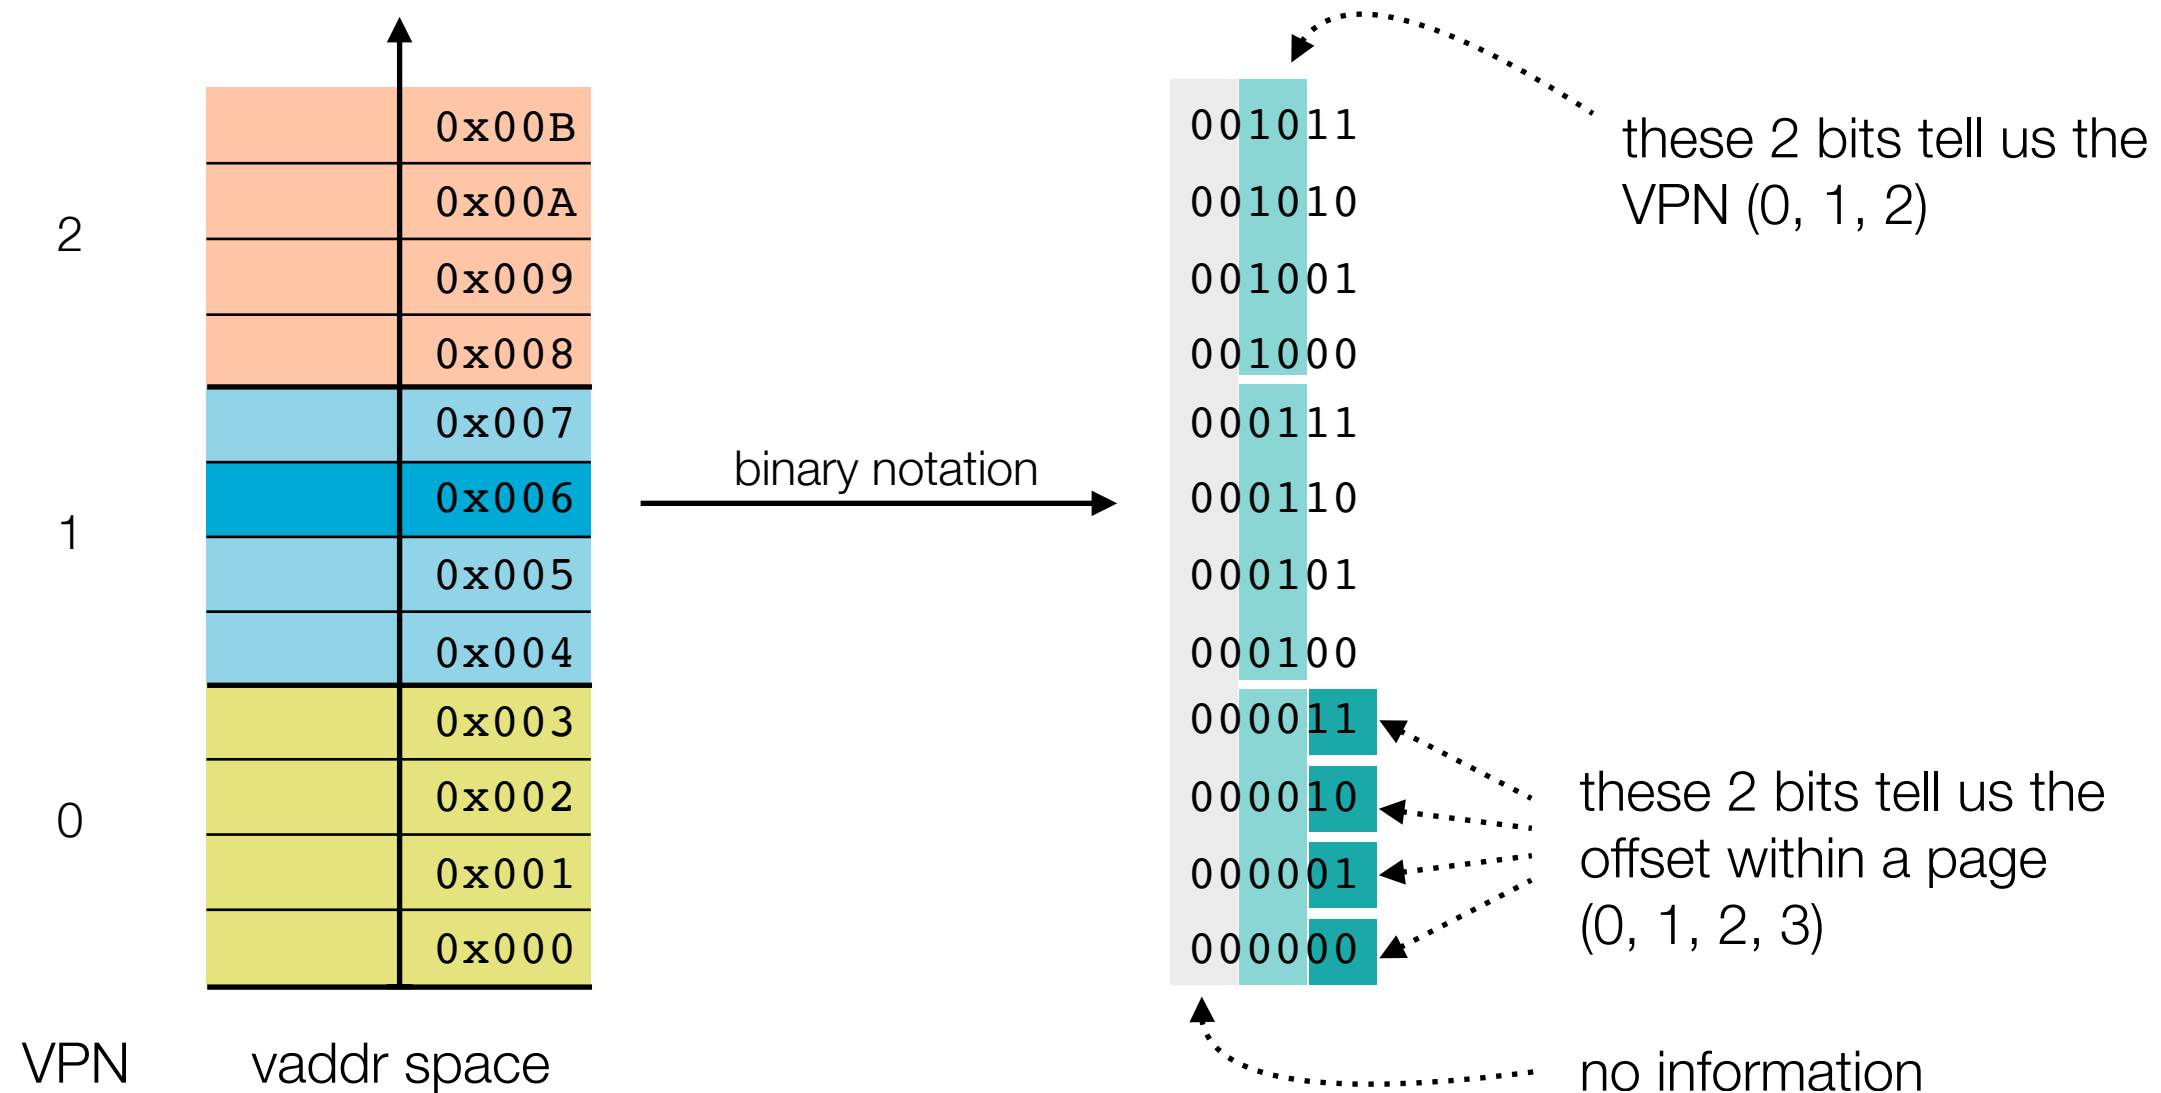 0x00B
0x00A
0x009
0x008
0x007
0x006
0x005
0x004
0x003
0x002
0x001
0x000
2
1
0
VPN
vaddr space
binary notation
001011
001010
001001
001000
000111
000110
000101
000100
000011
000010
000001
000000
these 2 bits tell us the
VPN (0, 1, 2)
these 2 bits tell us the
offset within a page
(0, 1, 2, 3)
no information